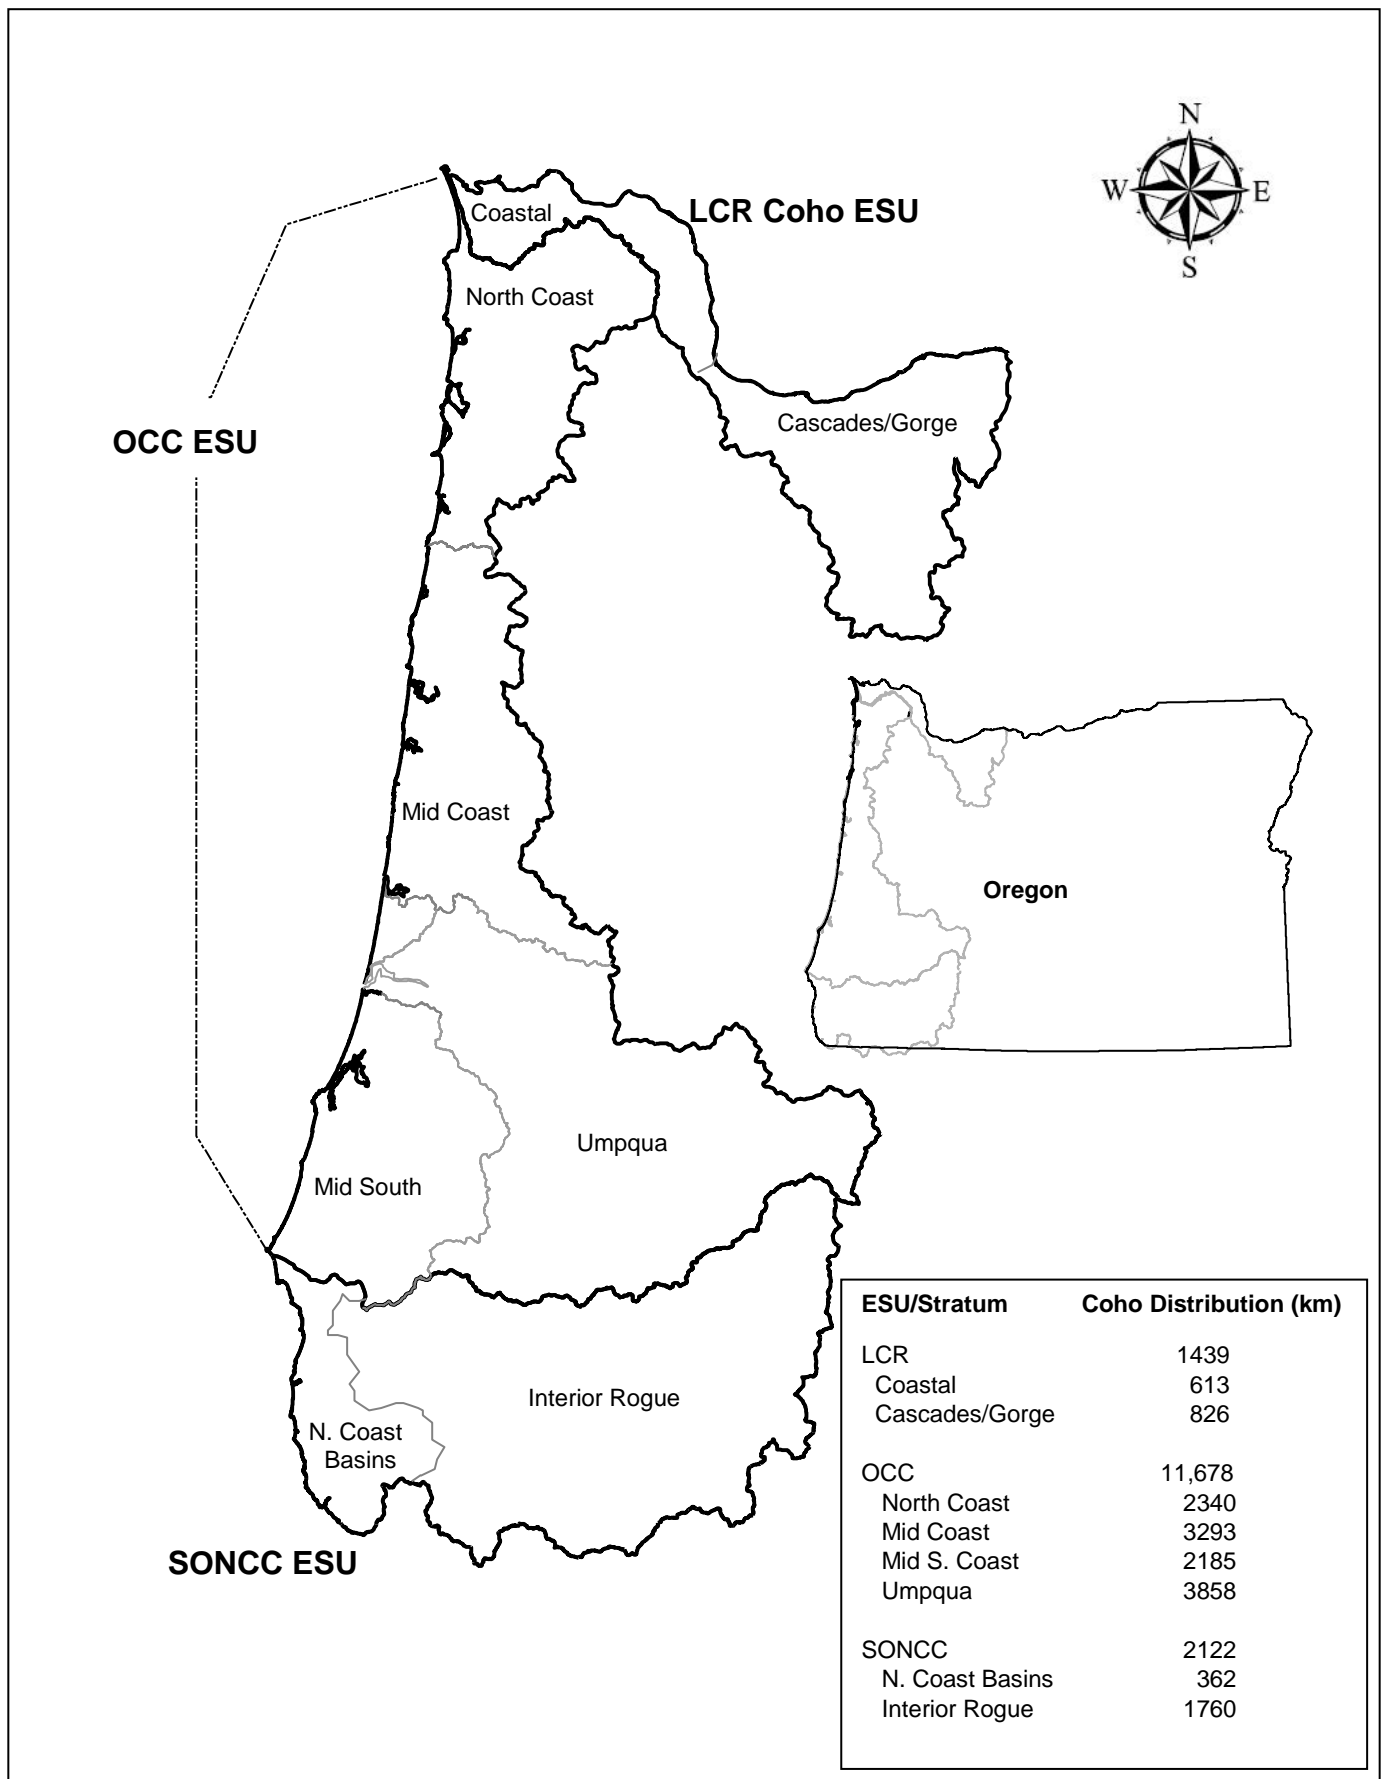 N
W E
S
Coastal
LCR Coho ESU
North Coast
Cascades/Gorge
OCC ESU
Mid Coast
Oregon
Umpqua
Mid South
Interior Rogue
N. Coast
Basins
SONCC ESU
ESU/Stratum Coho Distribution (km)
LCR 1439
Coastal 613
Cascades/Gorge 826
OCC 11,678
North Coast 2340
Mid Coast 3293
Mid S. Coast 2185
Umpqua 3858
SONCC 2122
N. Coast Basins 362
Interior Rogue 1760